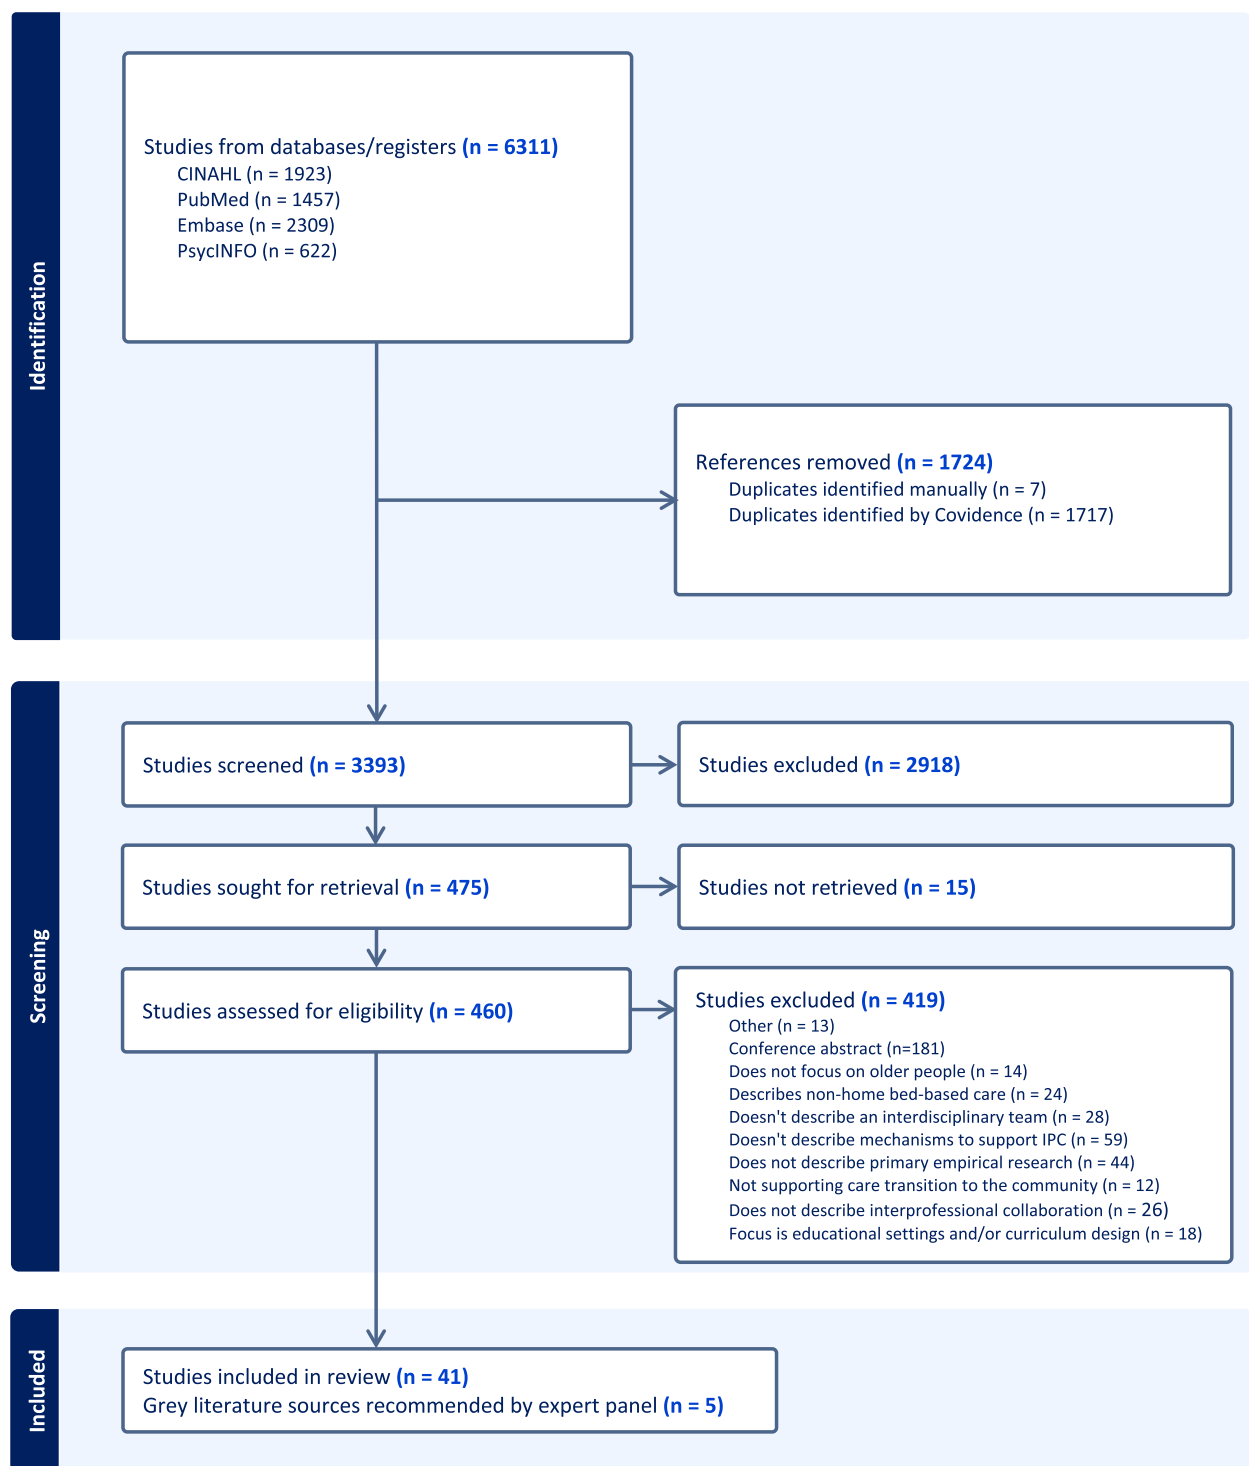 Identification
Studies from databases/registers (n = 6311)
CINAHL (n = 1923)
PubMed (n = 1457)
Embase (n = 2309)
PsycINFO (n = 622)
References removed (n = 1724)
Duplicates identified manually (n = 7)
Duplicates identified by Covidence (n = 1717)
Screening
Studies screened (n = 3393)
Studies excluded (n = 2918)
Studies sought for retrieval (n = 475)
Studies not retrieved (n = 15)
Studies assessed for eligibility (n = 460)
Studies excluded (n = 419)
Other (n = 13)
Conference abstract (n=181)
Does not focus on older people (n = 14)
Describes non-home bed-based care (n = 24)
Doesn't describe an interdisciplinary team (n = 28)
Doesn't describe mechanisms to support IPC (n = 59)
Does not describe primary empirical research (n = 44)
Not supporting care transition to the community (n = 12)
Does not describe interprofessional collaboration (n = 26)
Focus is educational settings and/or curriculum design (n = 18)
Included
Studies included in review (n = 41)
Grey literature sources recommended by expert panel (n = 5)